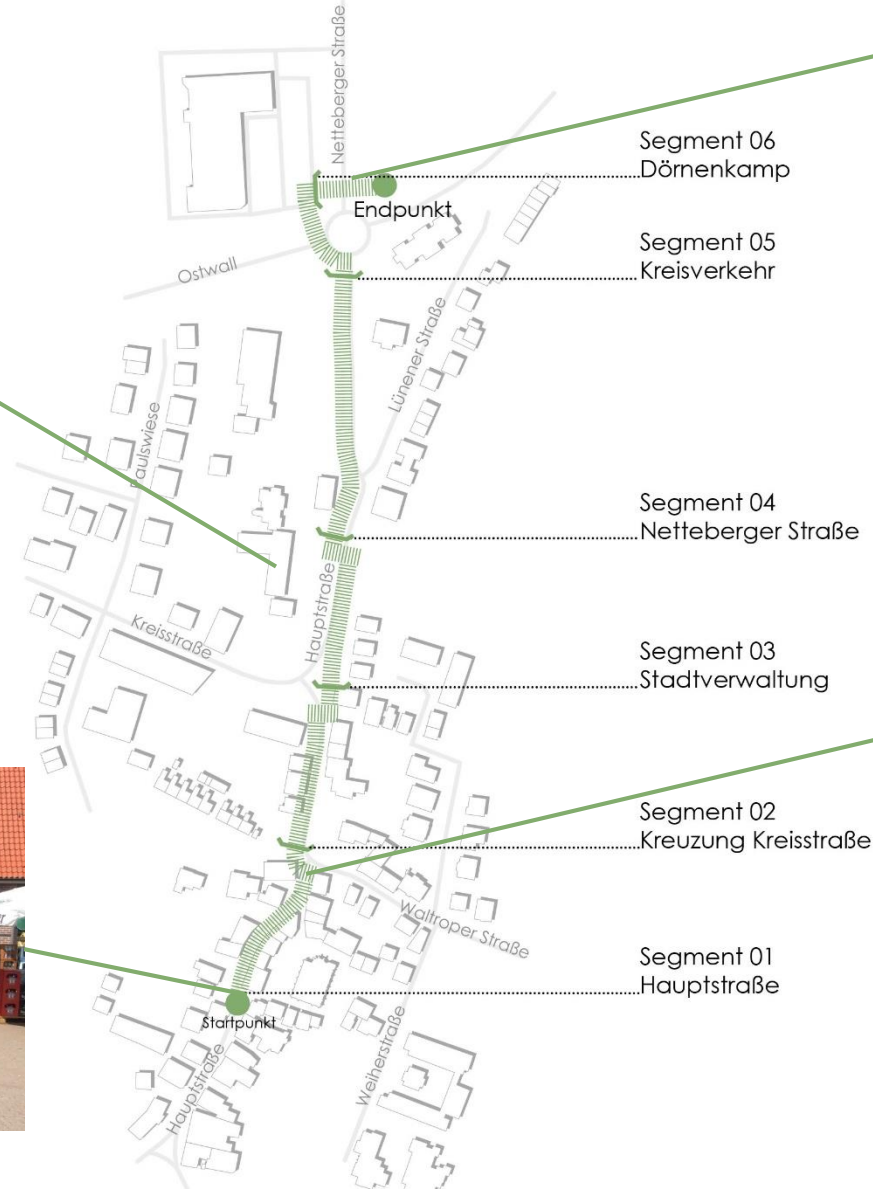 Netteberger Straße
Segment 06
Dörnenkamp
Endpunkt
Segment 05
Kreisverkehr
Ostwall
Lünener Straße
Paulswiese
Segment 04
Netteberger Straße
Hauptstraße
Kreisstraße
Segment 03
Stadtverwaltung
Segment 02
Kreuzung Kreisstraße
Waltroper Straße
Segment 01
Hauptstraße
Startpunkt
Weiherstraße
Hauptstraße